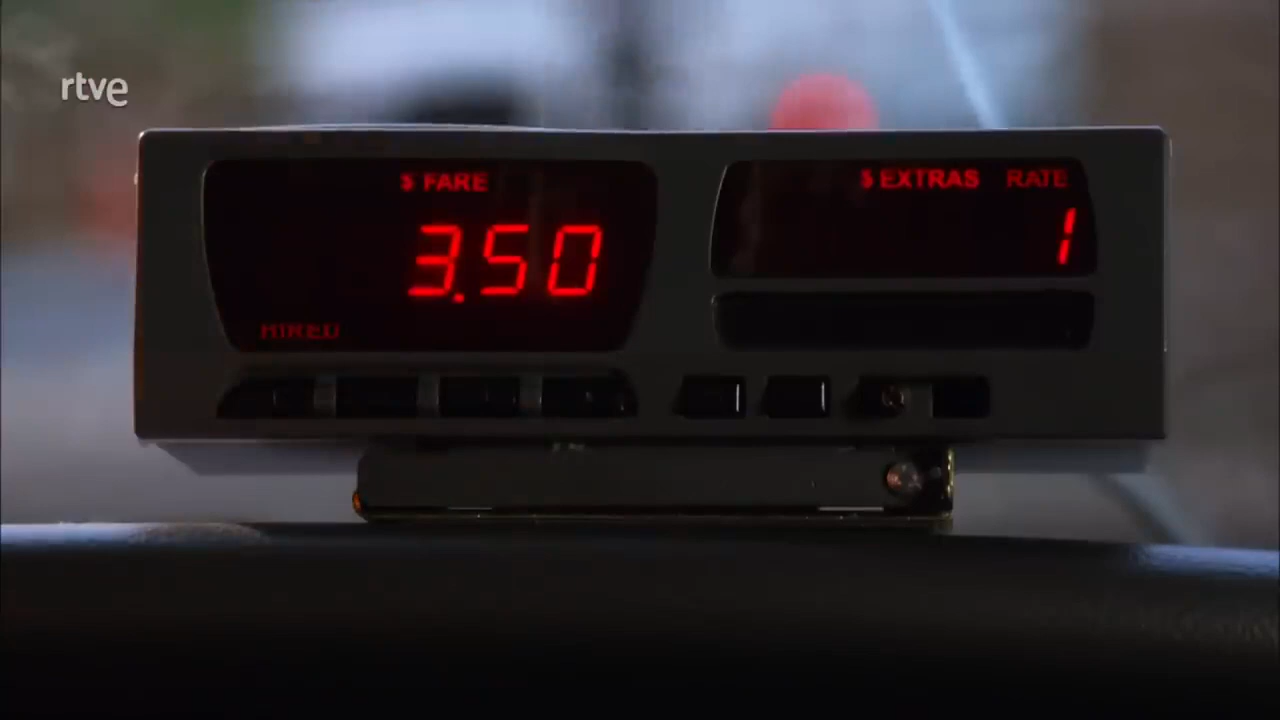 rtve
$ FARE
$ EXTRAS RATE
3.50
1
HIRED